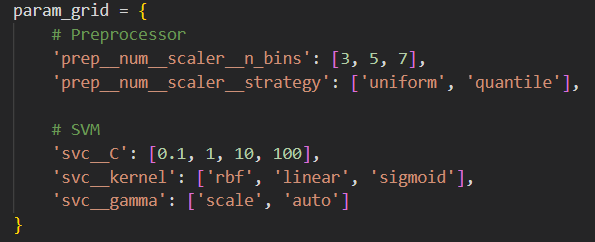 param_grid = {
    # Preprocessor
    'prep__num__scaler__n_bins': [3, 5, 7],
    'prep__num__scaler__strategy': ['uniform', 'quantile'],

    # SVM
    'svc__C': [0.1, 1, 10, 100],
    'svc__kernel': ['rbf', 'linear', 'sigmoid'],
    'svc__gamma': ['scale', 'auto']
}